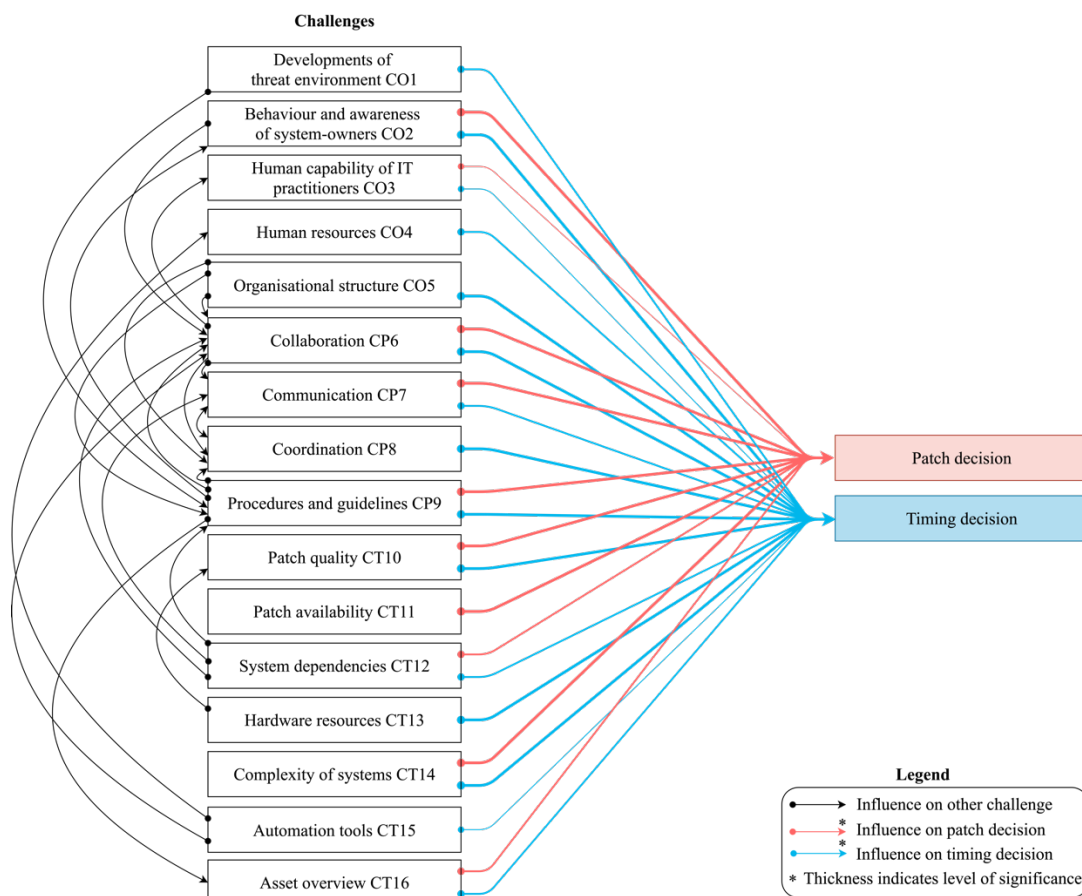 Challenges
Developments of
threat environment CO1
Behaviour and awareness
of system-owners CO2
Human capability of IT
practitioners CO3
Human resources CO4
Organisational structure CO5
Collaboration CP6
Communication CP7
Coordination CP8
Procedures and guidelines CP9
Patch quality CT10
Patch availability CT11
System dependencies CT12
Hardware resources CT13
Complexity of systems CT14
Automation tools CT15
Asset overview CT16
Patch decision
Timing decision
Legend
Influence on other challenge
* Influence on patch decision
* Influence on timing decision
* Thickness indicates level of significance